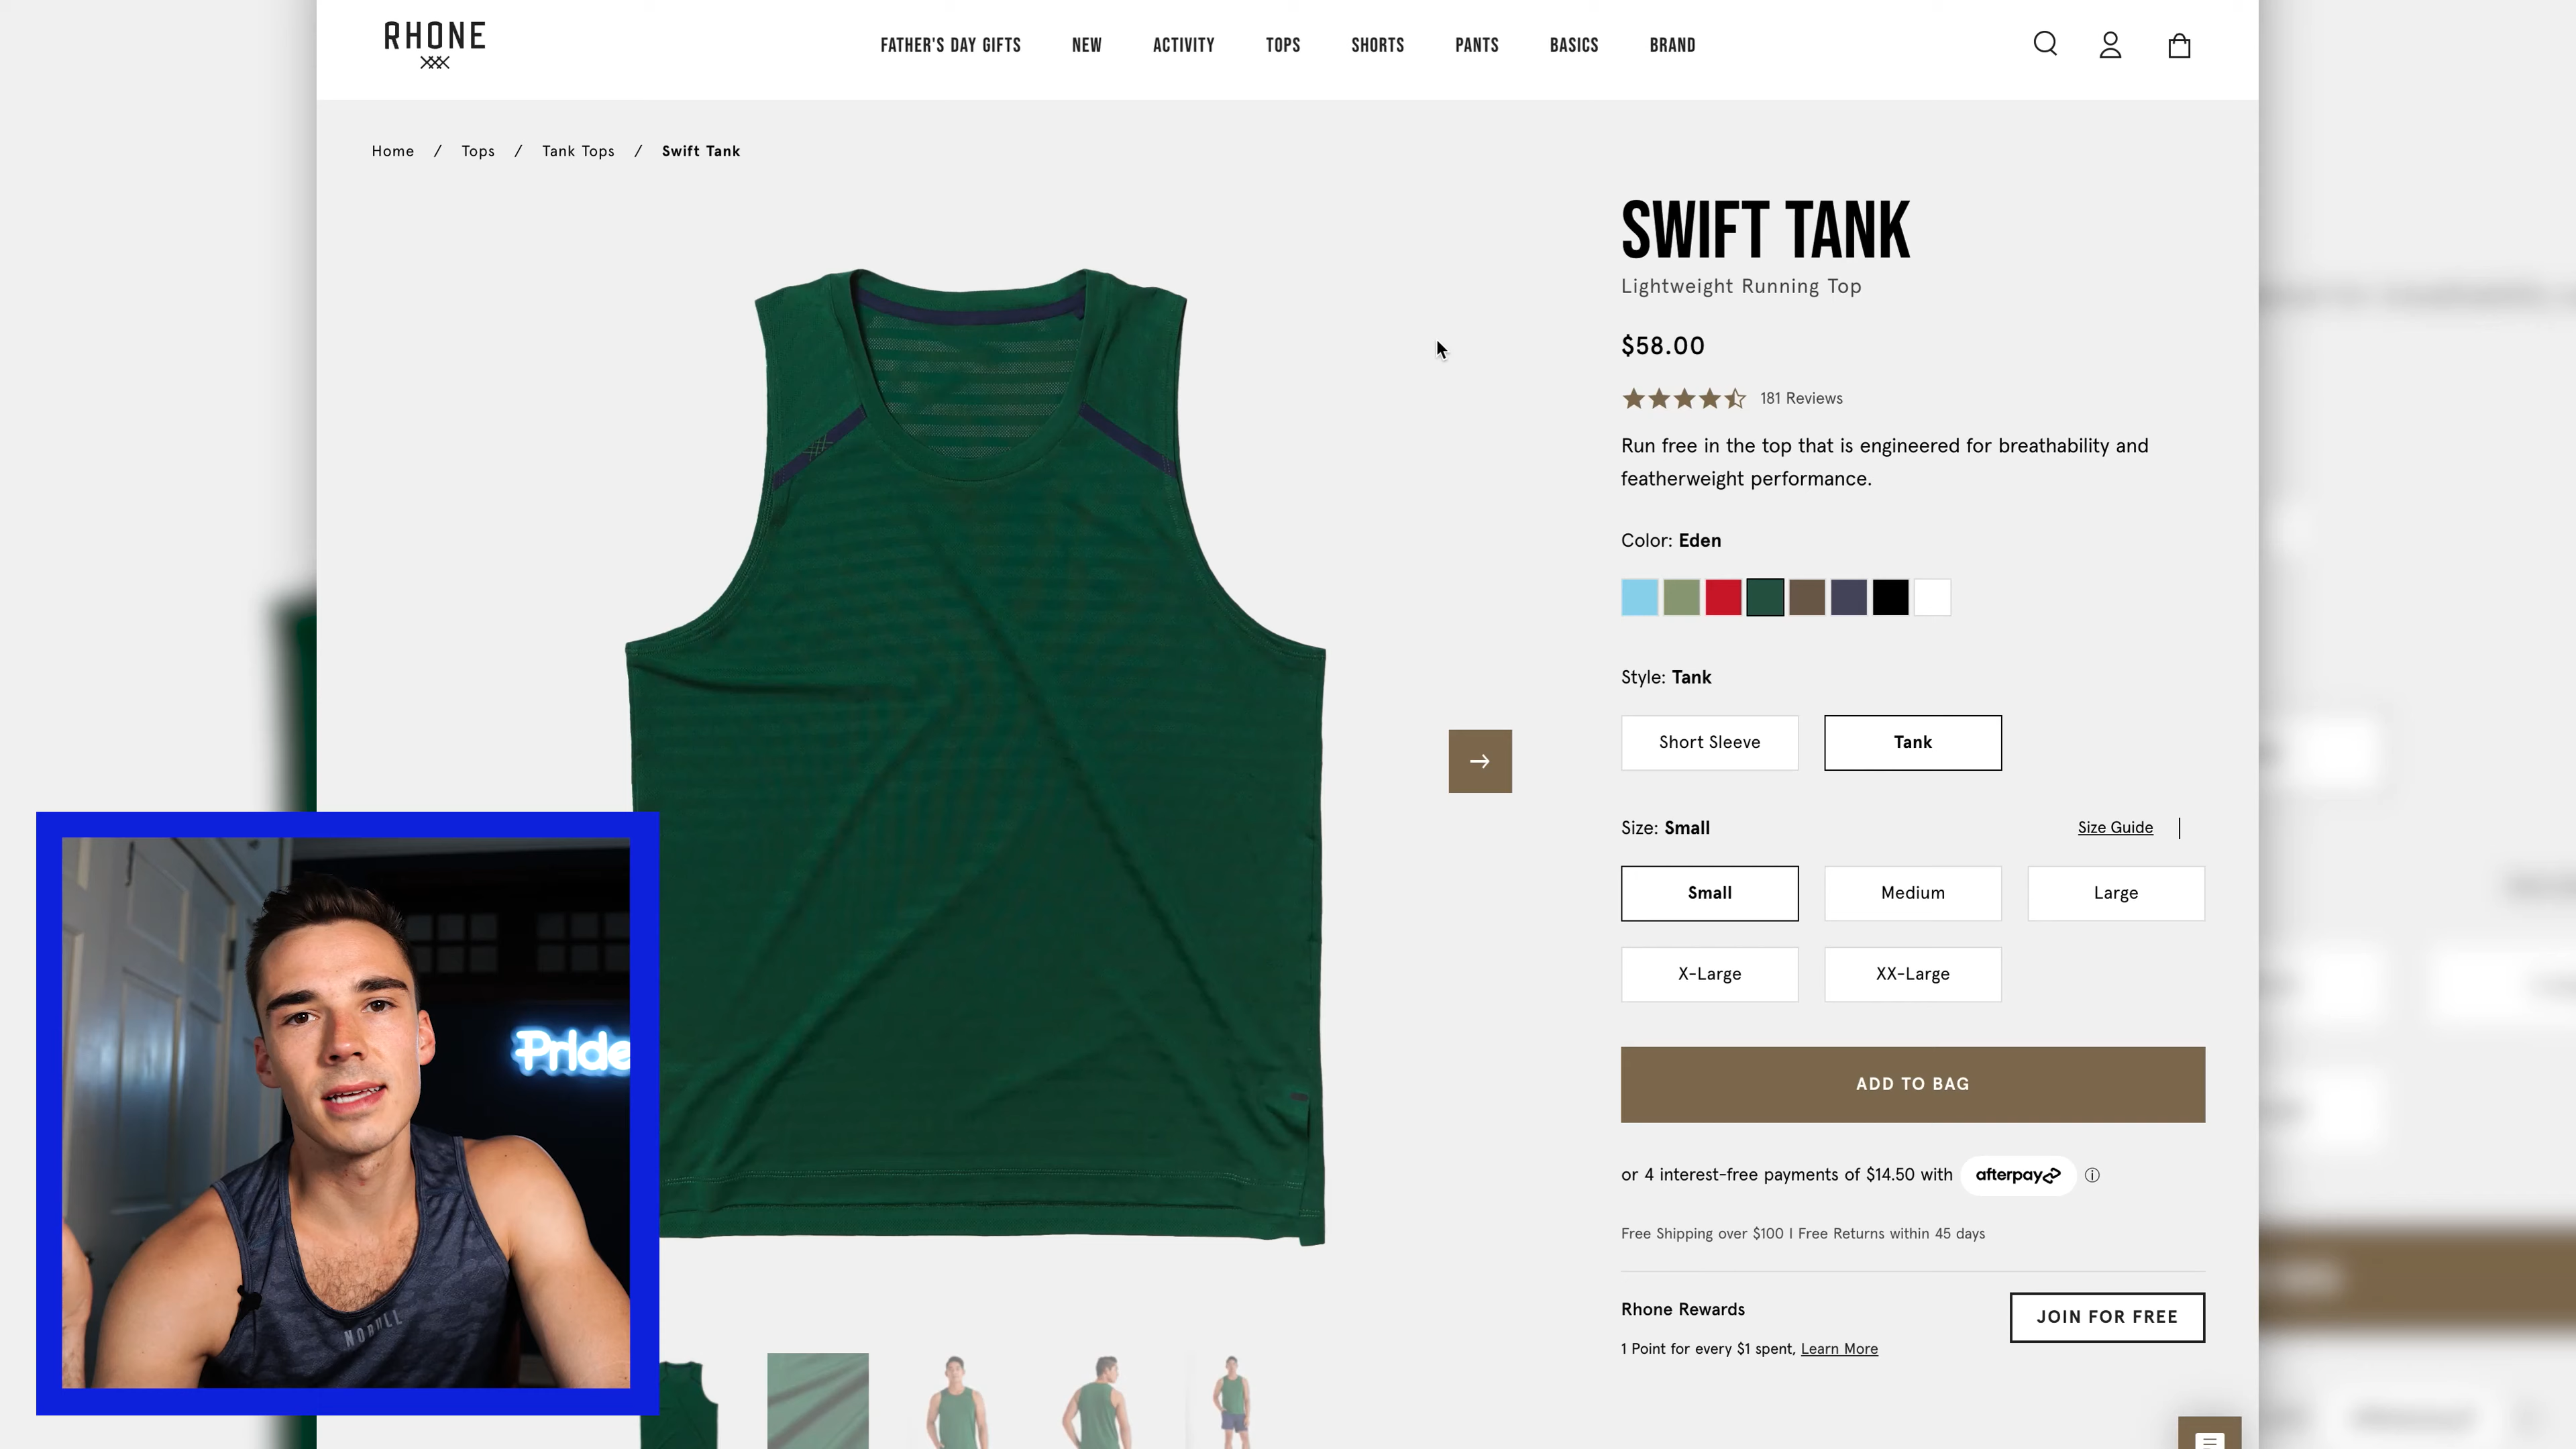 RHONE
FATHER'S DAY GIFTS NEW ACTIVITY TOPS SHORTS PANTS BASICS BRAND
Home / Tops / Tank Tops / Swift Tank
SWIFT TANK
Lightweight Running Top
$58.00
181 Reviews
Run free in the top that is engineered for breathability and
featherweight performance.
Color: Eden
Style: Tank
Short Sleeve Tank
Size: Small Size Guide |
Small Medium Large
X-Large XX-Large
ADD TO BAG
or 4 interest-free payments of $14.50 with afterpay
Free Shipping over $100 | Free Returns within 45 days
Rhone Rewards
1 Point for every $1 spent, Learn More
JOIN FOR FREE
Pride
NOBULL